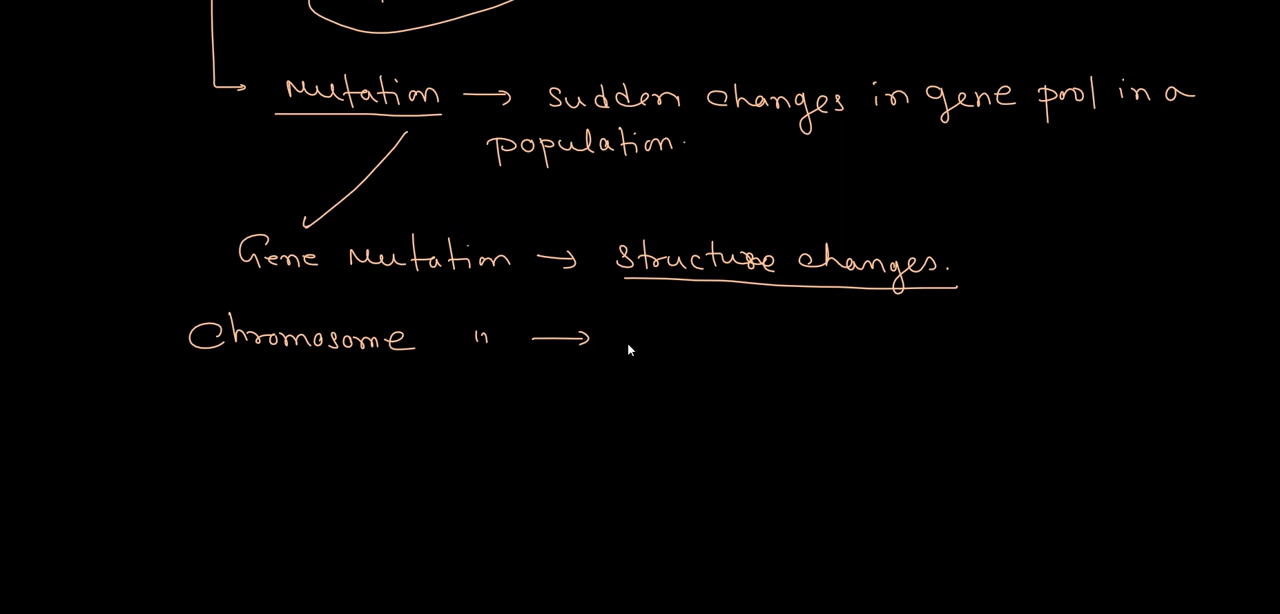 Mutation → sudden changes in gene pool in a
population.
Gene Mutation → structure changes.
Chromosome " →